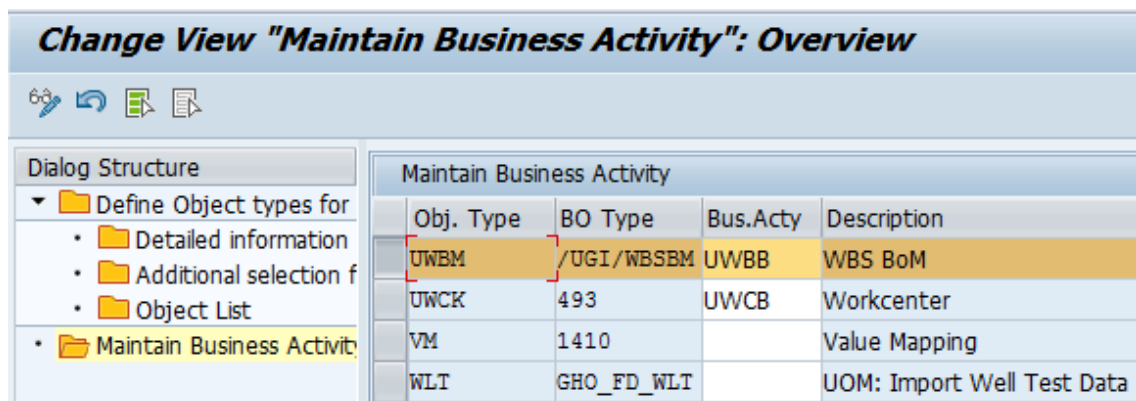 Change View "Maintain Business Activity": Overview
Dialog Structure
Define Object types for
Detailed information
Additional selection f
Object List
Maintain Business Activity
Maintain Business Activity
Obj. Type BO Type Bus.Acty Description
UWBM /UGI/WBSBM UWBB WBS BoM
UWCK 493 UWCB Workcenter
VM 1410 Value Mapping
WLT GHO_FD_WLT UOM: Import Well Test Data